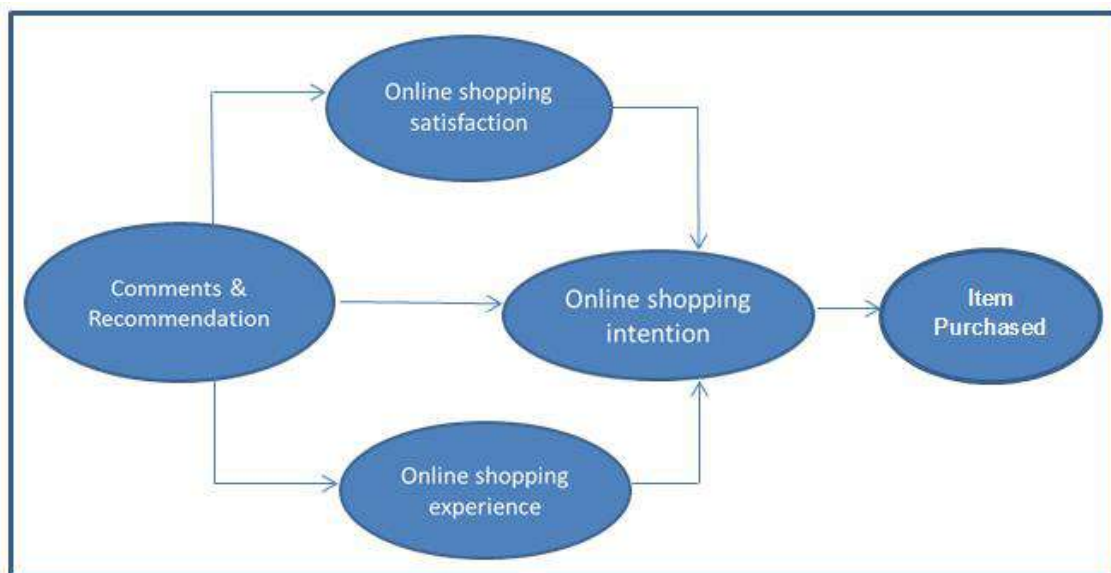 Online shopping
satisfaction
Comments &
Recommendation
Online shopping
intention
Item
Purchased
Online shopping
experience